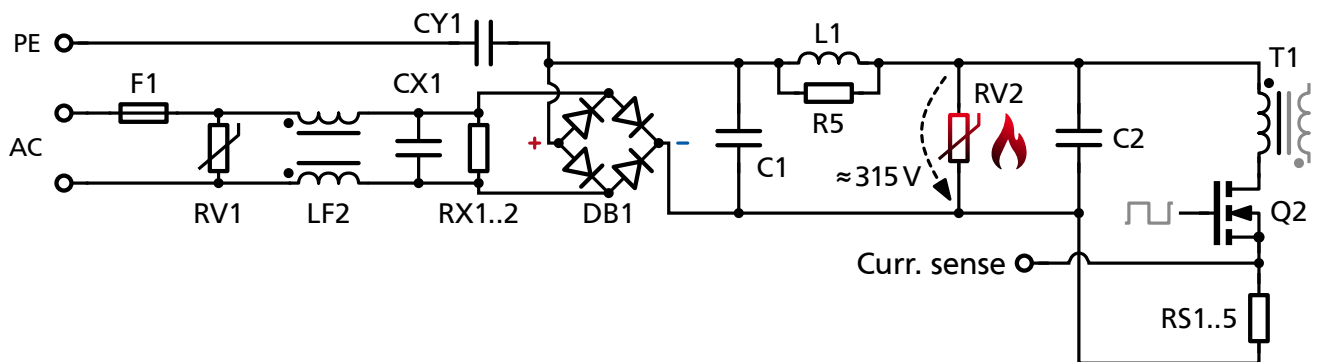 PE
CY1
L1
T1
F1
CX1
R5
RV2
AC
+
−
C1
≈315 V
C2
RV1
LF2
RX1..2
DB1
Q2
Curr. sense
RS1..5